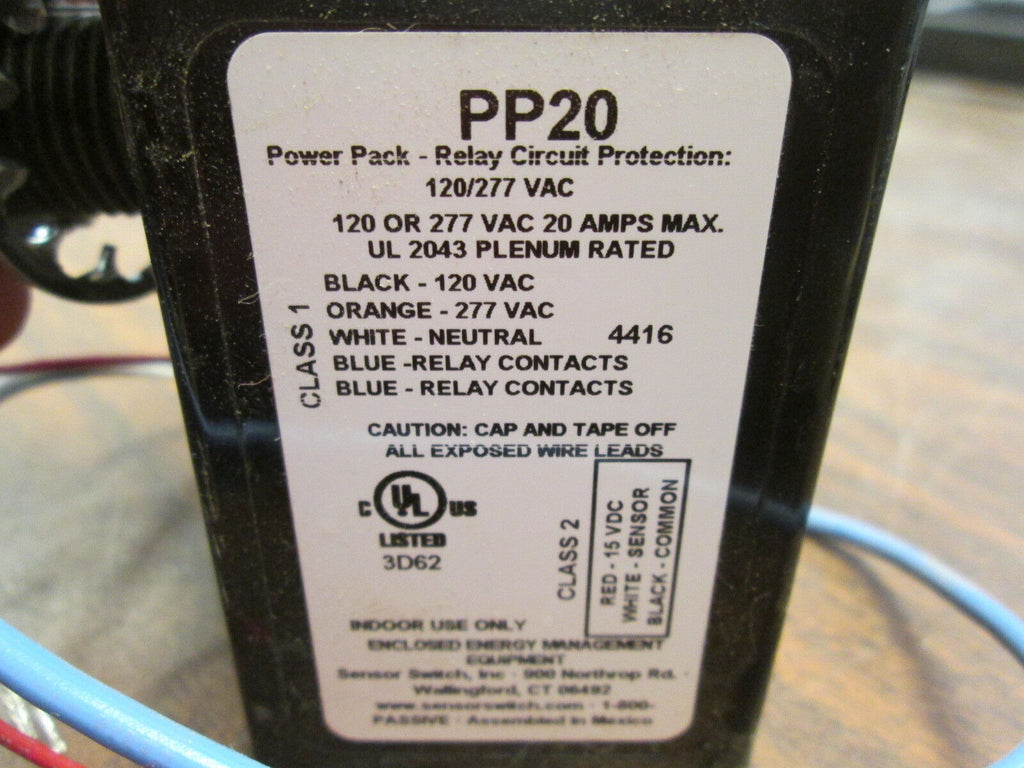 PP20
Power Pack - Relay Circuit Protection:
120/277 VAC
120 OR 277 VAC 20 AMPS MAX.
UL 2043 PLENUM RATED
CLASS 1
BLACK - 120 VAC
ORANGE - 277 VAC
WHITE - NEUTRAL 4416
BLUE -RELAY CONTACTS
BLUE - RELAY CONTACTS
CAUTION: CAP AND TAPE OFF
ALL EXPOSED WIRE LEADS
C UL US
LISTED
3D62
CLASS 2
RED - 15 VDC
WHITE - SENSOR
BLACK - COMMON
INDOOR USE ONLY
ENCLOSED ENERGY MANAGEMENT
EQUIPMENT
Sensor Switch, Inc · 900 Northrop Rd. ·
Wallingford, CT 06492
www.sensorswitch.com · 1-800-
PASSIVE · Assembled in Mexico